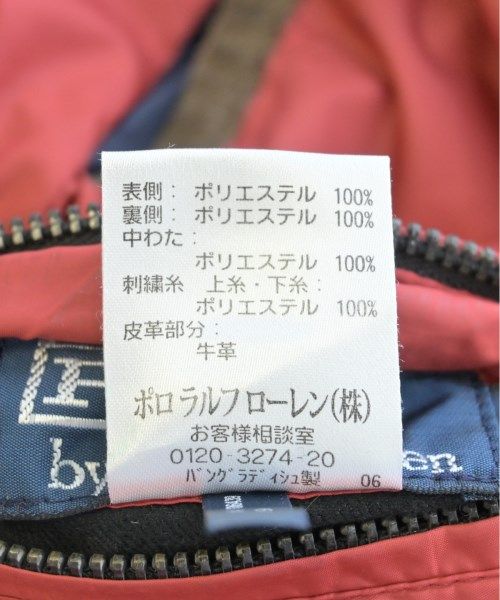 表側： ポリエステル 100%
裏側： ポリエステル 100%
中わた：
ポリエステル 100%
刺繍糸 上糸・下糸：
ポリエステル 100%
皮革部分：
牛革
ポロ ラルフ ローレン(株)
お客様相談室
0120-3274-20
バングラディシュ製 06
by en